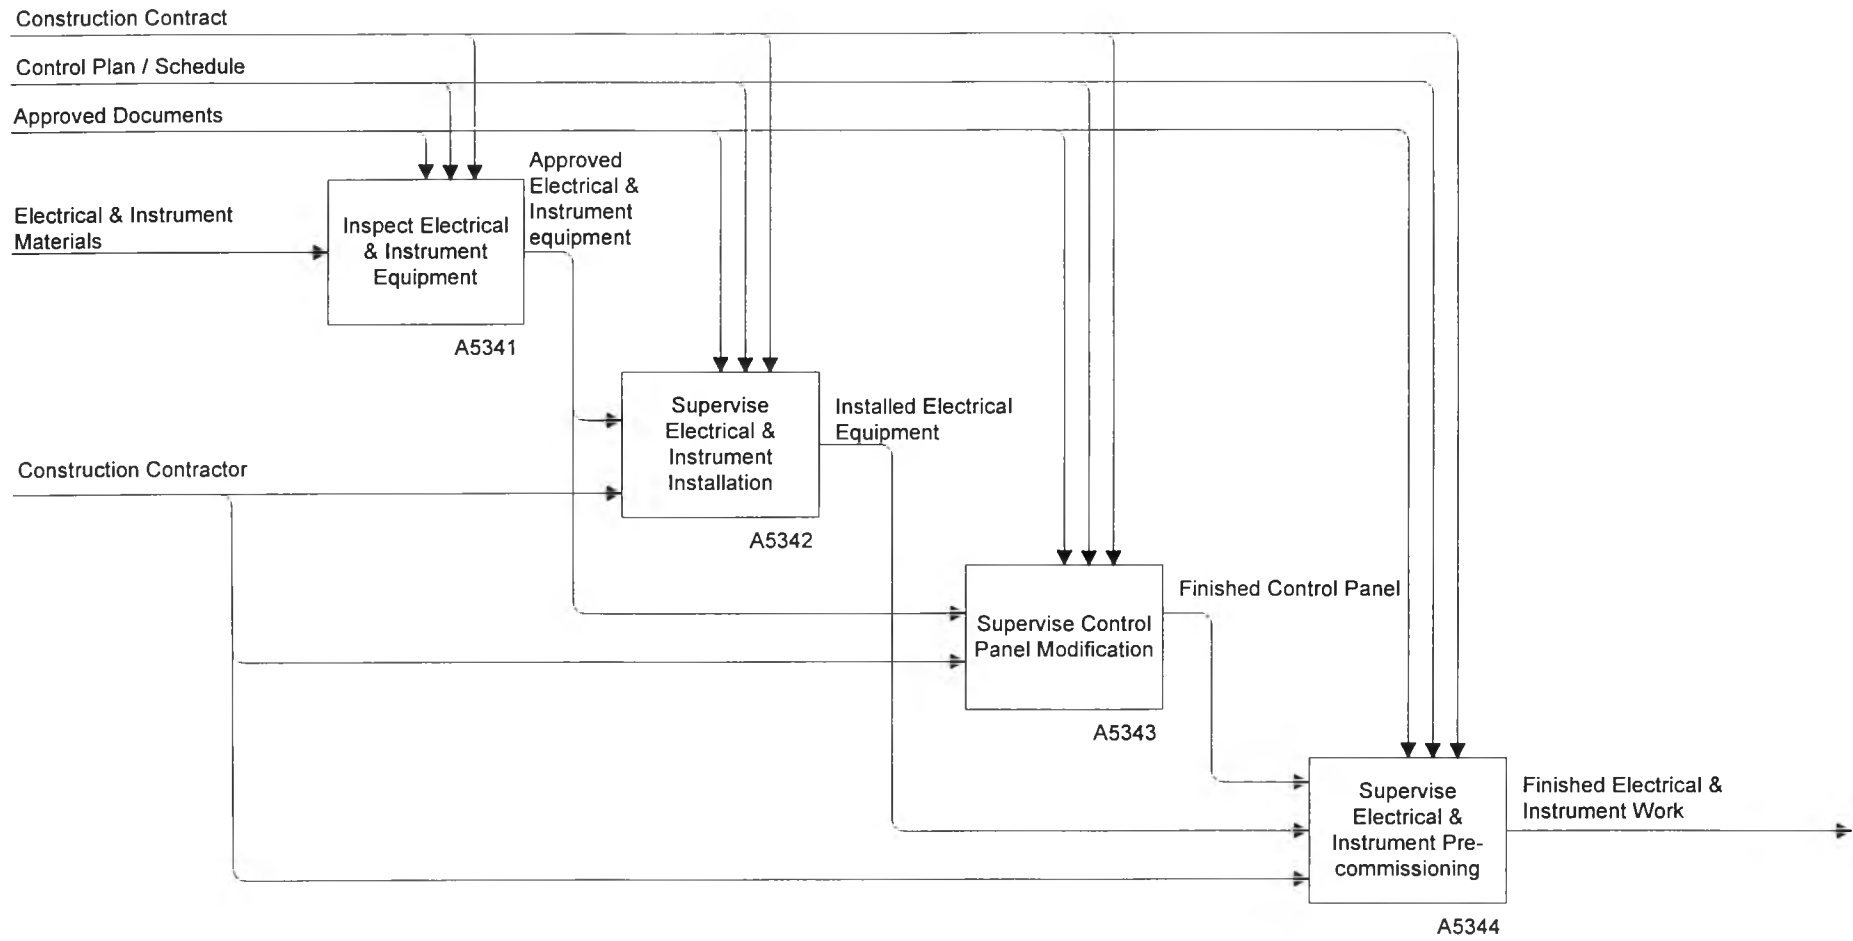 Construction Contract
Control Plan / Schedule
Approved Documents
Approved
Electrical &
Instrument
equipment
Electrical & Instrument
Materials
Inspect Electrical
& Instrument
Equipment
A5341
Supervise
Electrical &
Instrument
Installation
Installed Electrical
Equipment
Construction Contractor
A5342
Finished Control Panel
Supervise Control
Panel Modification
A5343
Supervise
Electrical &
Instrument Pre-
commissioning
Finished Electrical &
Instrument Work
A5344